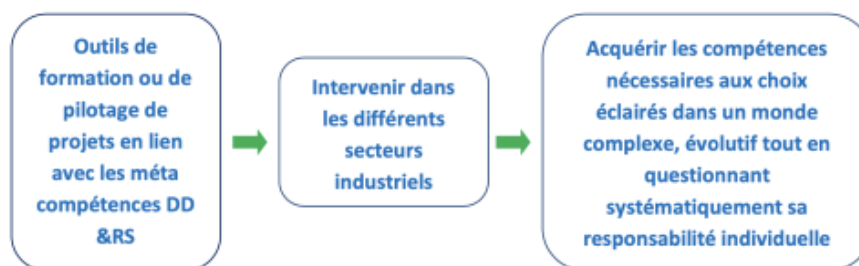 Outils de
formation ou de
pilotage de
projets en lien
avec les méta
compétences DD
&RS
Intervenir dans
les différents
secteurs
industriels
Acquérir les compétences
nécessaires aux choix
éclairés dans un monde
complexe, évolutif tout en
questionnant
systématiquement sa
responsabilité individuelle